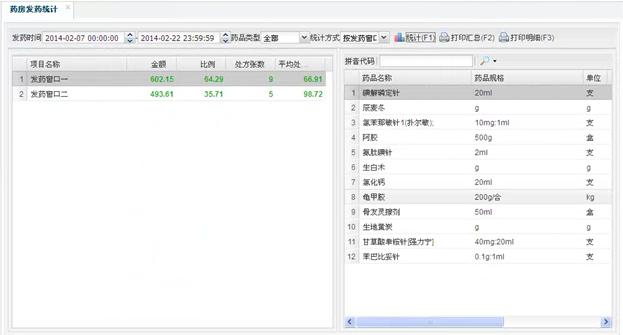 药房发药统计
发药时间 2014-02-07 00:00:00 - 2014-02-22 23:59:59 药品类型 全部 统计方式 按发药窗口 统计(F1) 打印汇总(F2) 打印明细(F3)
项目名称 金额 比例 处方张数 平均处...
1 发药窗口一 602.15 64.29 9 66.91
2 发药窗口二 493.61 35.71 5 98.72
拼音代码
药品名称 药品规格 单位
1 碘解磷定针 20ml 支
2 麦冬 g g
3 氯苯那敏针1(扑尔敏); 10mg:1ml 支
4 阿胶 500g 盒
5 氨肽碘针 2ml 支
6 生白术 g g
7 氯化钙 20ml 支
8 龟甲胶 200g/合 kg
9 骨友灵搽剂 50ml 盒
10 生地黄炭 g g
11 甘草酸单铵针[强力宁] 40mg:20ml 支
12 苯巴比妥针 0.1g:1ml 支